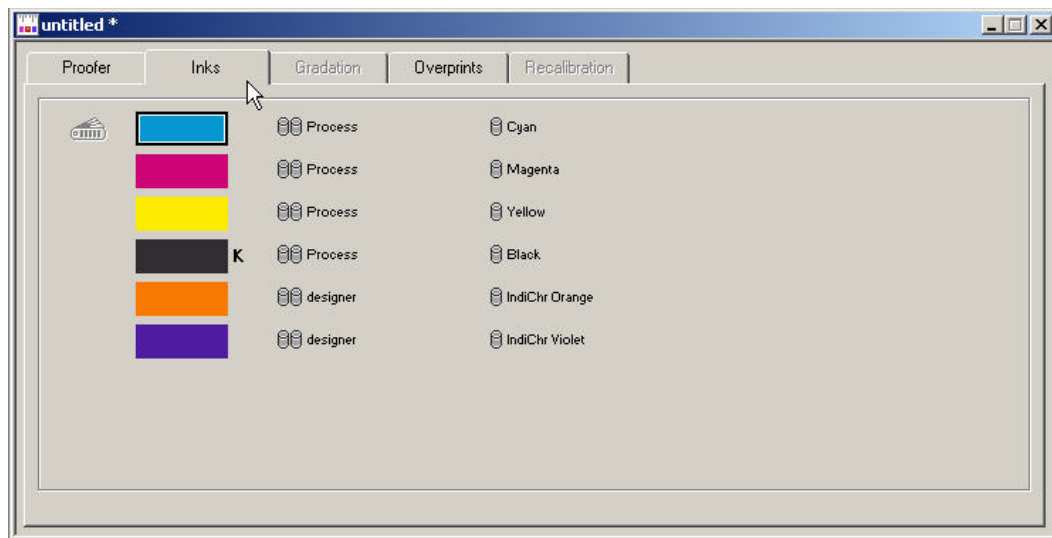 untitled *
Proofer Inks Gradation Overprints Recalibration
Process Cyan
Process Magenta
Process Yellow
K Process Black
designer IndiChr Orange
designer IndiChr Violet